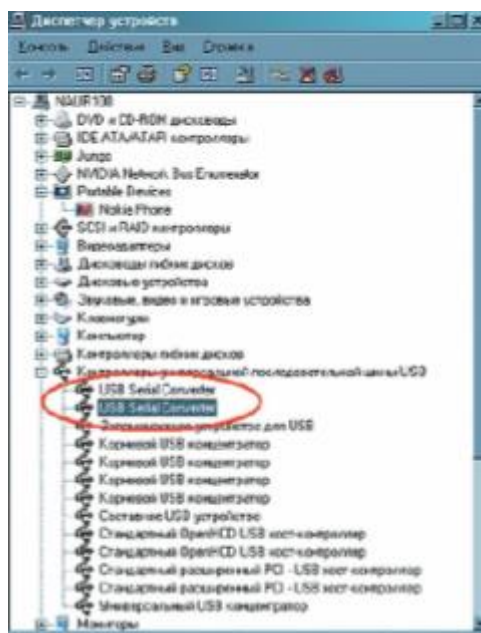 Диспетчер устройств
Консоль Действие Вид Справка
NAUR108
DVD и CD-ROM дисководы
IDE ATA/ATAPI контроллеры
Jungo
NVIDIA Network Bus Enumerator
Portable Devices
Nokia Phone
SCSI и RAID контроллеры
Видеоадаптеры
Дисководы гибких дисков
Дисковые устройства
Звуковые, видео и игровые устройства
Клавиатуры
Компьютер
Контроллеры гибких дисков
Контроллеры универсальной последовательной шины USB
USB Serial Converter
USB Serial Converter
Запоминающее устройство для USB
Корневой USB концентратор
Корневой USB концентратор
Корневой USB концентратор
Корневой USB концентратор
Составное USB устройство
Стандартный OpenHCD USB хост-контроллер
Стандартный OpenHCD USB хост-контроллер
Стандартный расширенный PCI - USB хост-контроллер
Стандартный расширенный PCI - USB хост-контроллер
Универсальный USB концентратор
Мониторы